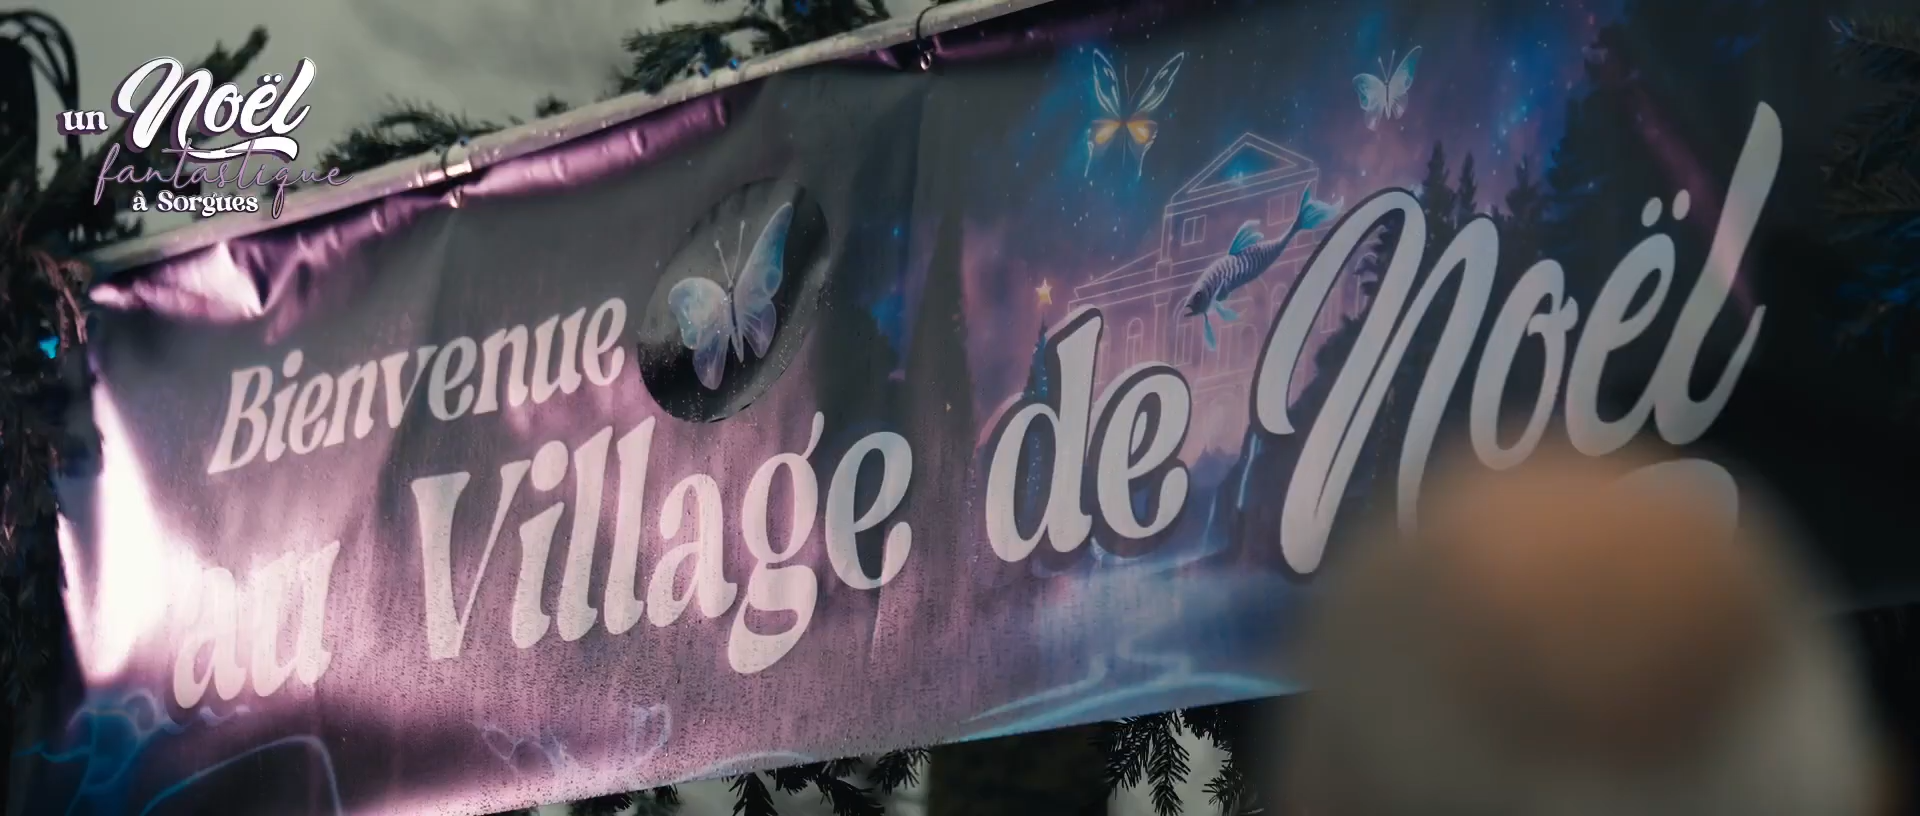 un Noël
fantastique
à Sorgues
Bienvenue
au Village de Noël